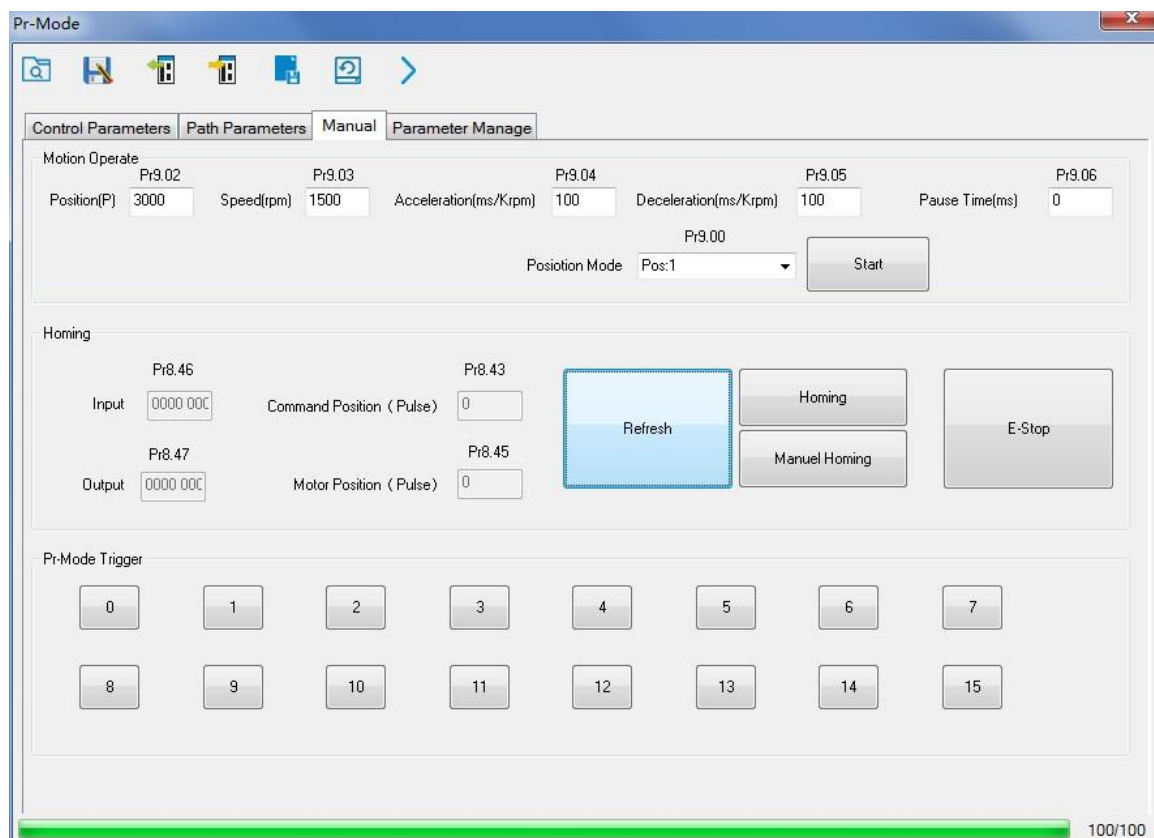 Pr-Mode
Control Parameters Path Parameters Manual Parameter Manage
Motion Operate
Pr9.02 Pr9.03 Pr9.04 Pr9.05 Pr9.06
Position(P) 3000 Speed(rpm) 1500 Acceleration(ms/Krpm) 100 Deceleration(ms/Krpm) 100 Pause Time(ms) 0
Pr9.00
Posiotion Mode Pos:1 Start
Homing
Pr8.46 Pr8.43
Input 0000 000 Command Position ( Pulse) 0
Refresh Homing E-Stop
Pr8.47 Pr8.45
Manuel Homing
Output 0000 000 Motor Position ( Pulse) 0
Pr-Mode Trigger
0 1 2 3 4 5 6 7
8 9 10 11 12 13 14 15
100/100